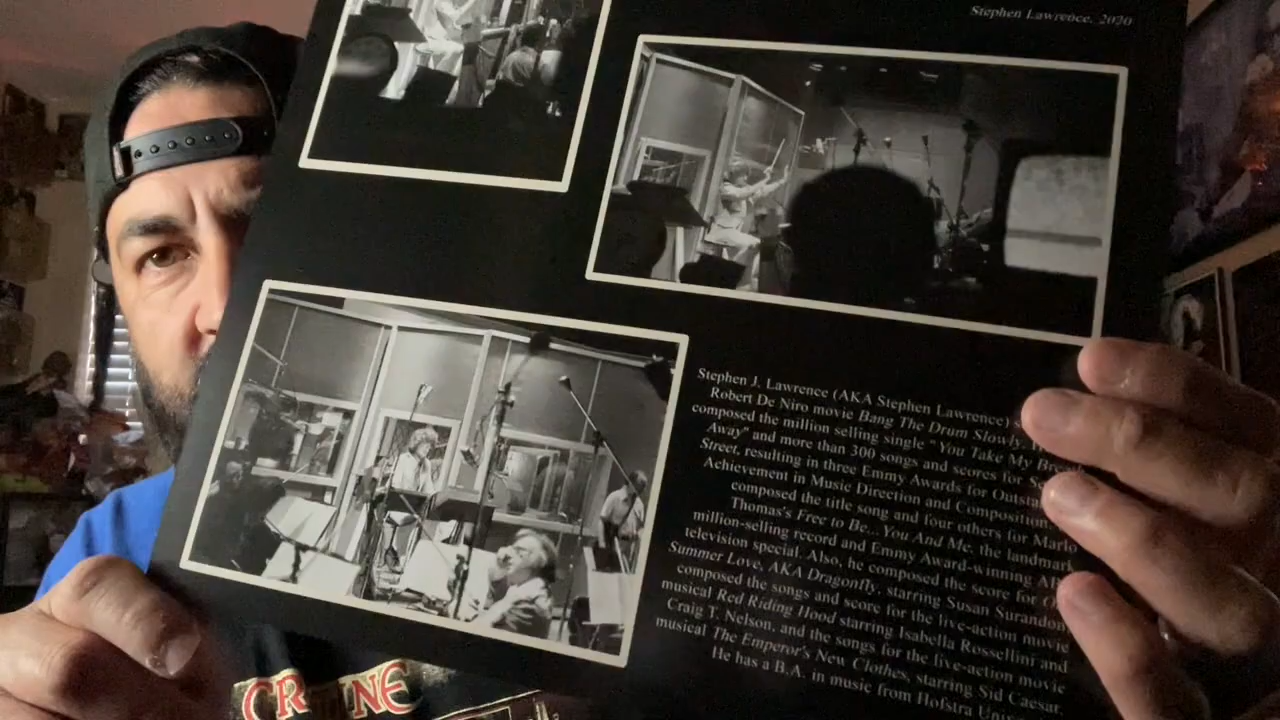 Stephen Lawrence, 2020
Stephen J. Lawrence (AKA Stephen Lawrence)
Robert De Niro movie Bang The Drum Slowly
composed the million selling single "You Take My Breath
Away" and more than 300 songs and scores for
Street, resulting in three Emmy Awards for
Achievement in Music Direction and Composition.
composed the title song and four others for Marlo
Thomas's Free to Be...You And Me, the landmark
million-selling record and Emmy Award-winning
television special. Also, he composed the score for
Summer Love, AKA Dragonfly, starring Susan Surandon
composed the songs and score for the live-action movie
musical Red Riding Hood starring Isabella Rossellini and
Craig T. Nelson, and the songs for the live-action movie
musical The Emperor's New Clothes, starring Sid Caesar.
He has a B.A. in music from Hofstra